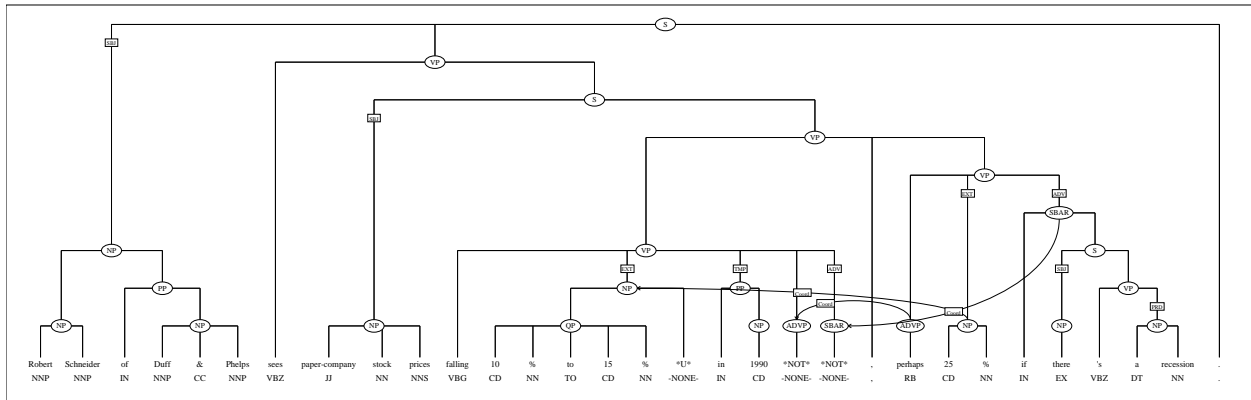 S
SBJ
VP
S
SBJ
VP
VP
EXT ADV
SBAR
NP VP S
EXT TMP ADV SBJ
PP NP PP VP
Coord PRD
Coord Coord
NP NP NP QP NP ADVP SBAR ADVP NP NP NP
Robert Schneider of Duff & Phelps sees paper-company stock prices falling 10 % to 15 % *U* in 1990 *NOT* *NOT* , perhaps 25 % if there 's a recession .
NNP NNP IN NNP CC NNP VBZ JJ NN NNS VBG CD NN TO CD NN -NONE- IN CD -NONE- -NONE- , RB CD NN IN EX VBZ DT NN .